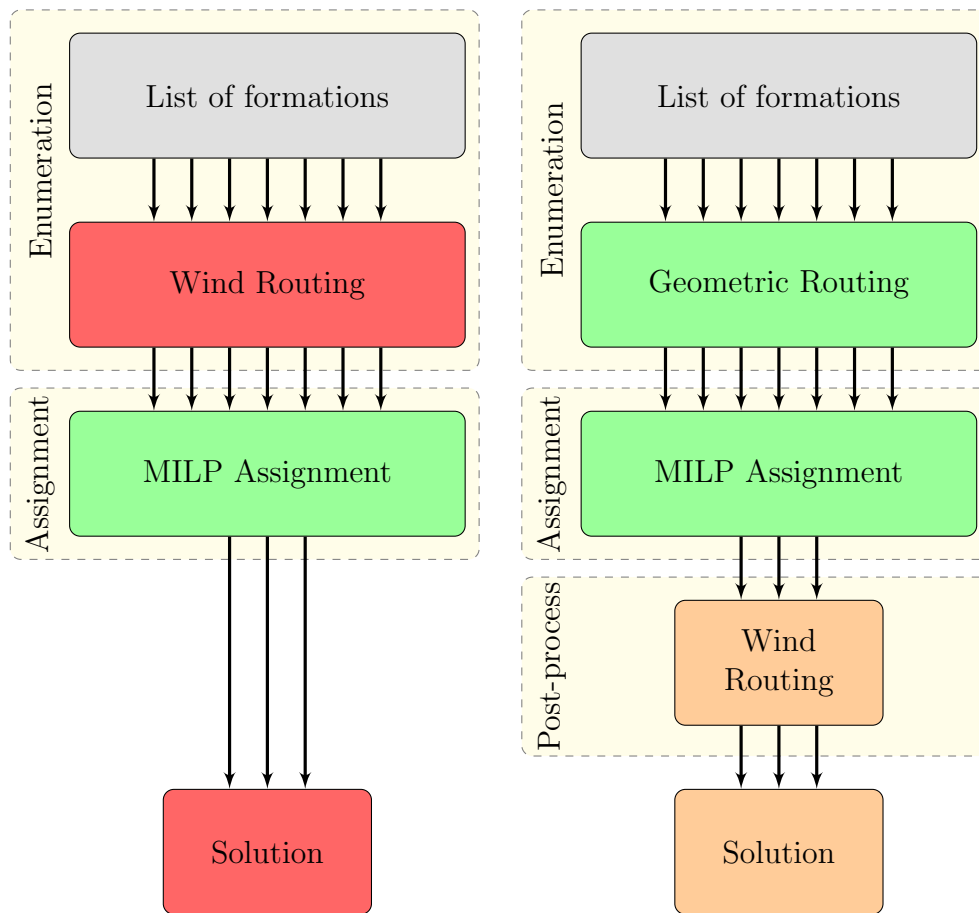 Enumeration
List of formations
Wind Routing
Assignment
MILP Assignment
Solution
Enumeration
List of formations
Geometric Routing
Assignment
MILP Assignment
Post-process
Wind
Routing
Solution